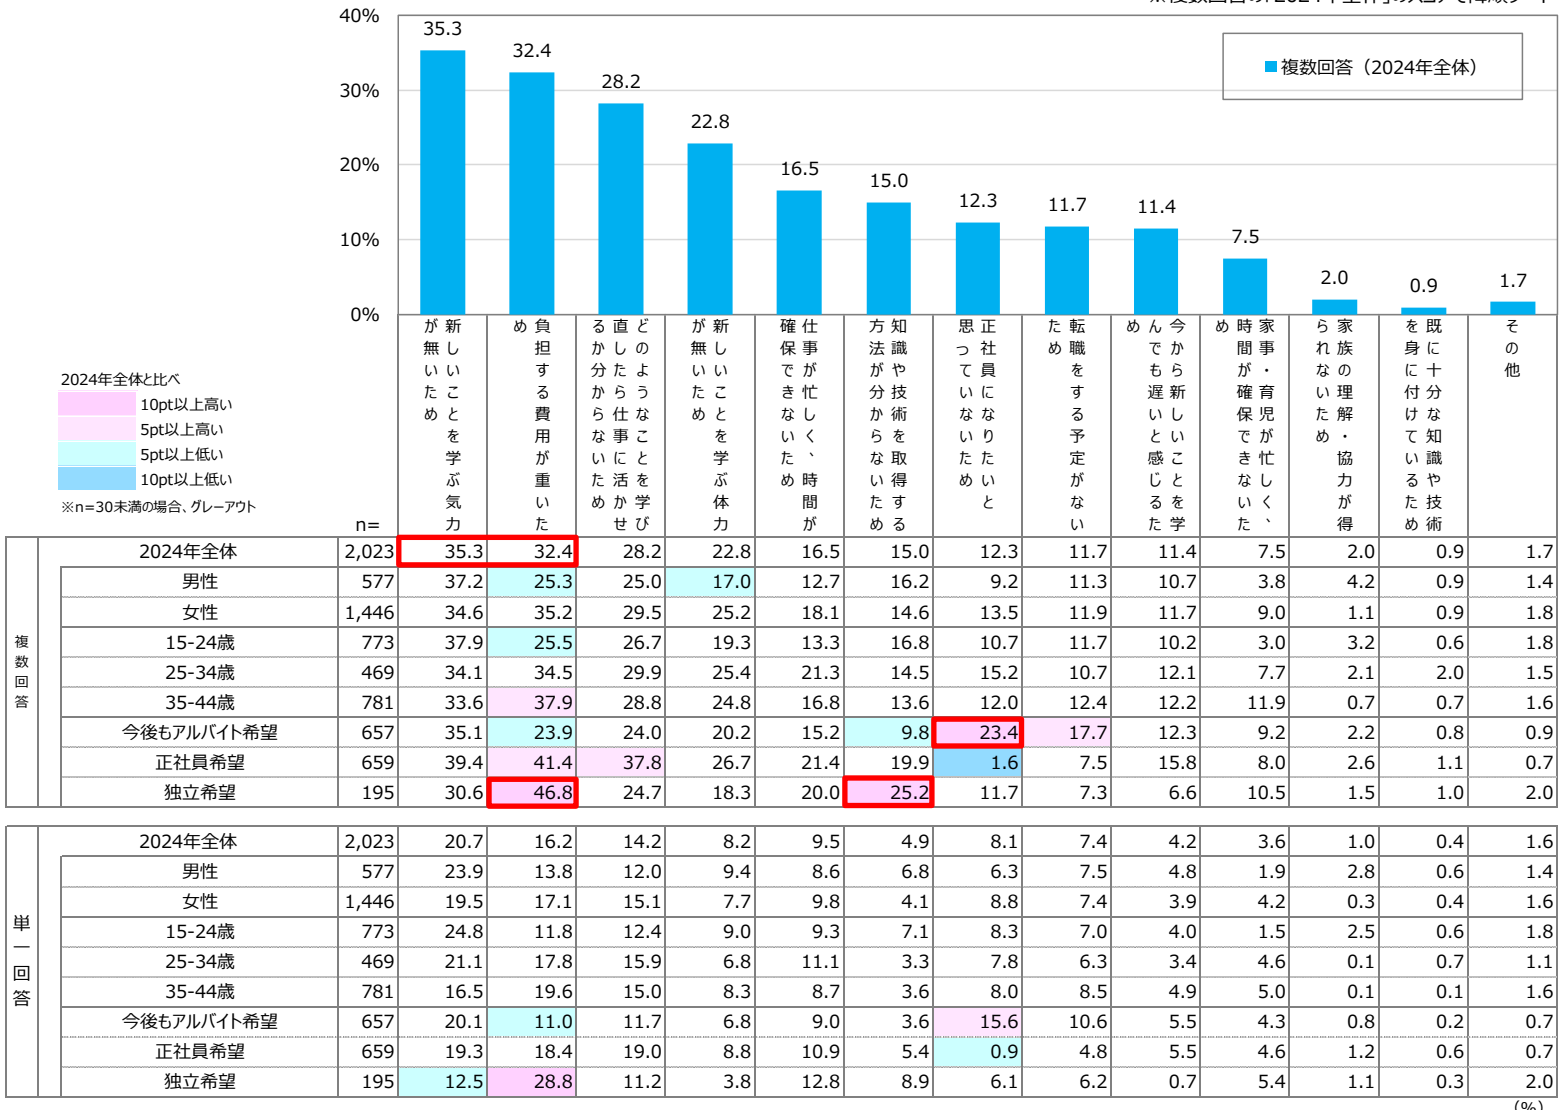 40%
30%
20%
10%
0%
35.3
32.4
28.2
22.8
16.5
15.0
12.3
11.7
11.4
7.5
2.0
0.9
1.7
複数回答（2024年全体）
新しいことを学ぶ気力が無いため
負担する費用が重いため
どのようなことを学び直したら仕事に活かせるか分からないため
新しいことを学ぶ体力が無いため
仕事が忙しく、時間が確保できないため
知識や技術を取得する方法が分からないため
正社員になりたいと思っていないため
転職をする予定がないため
今から新しいことを学んでも遅いと感じるため
家事・育児が忙しく、時間が確保できないため
家族の理解・協力が得られないため
既に十分な知識や技術を身に付けているため
その他
2024年全体と比べ
10pt以上高い
5pt以上高い
5pt以上低い
10pt以上低い
※n=30未満の場合、グレーアウト
n=
複数回答
2024年全体 2,023 35.3 32.4 28.2 22.8 16.5 15.0 12.3 11.7 11.4 7.5 2.0 0.9 1.7
男性 577 37.2 25.3 25.0 17.0 12.7 16.2 9.2 11.3 10.7 3.8 4.2 0.9 1.4
女性 1,446 34.6 35.2 29.5 25.2 18.1 14.6 13.5 11.9 11.7 9.0 1.1 0.9 1.8
15-24歳 773 37.9 25.5 26.7 19.3 13.3 16.8 10.7 11.7 10.2 3.0 3.2 0.6 1.8
25-34歳 469 34.1 34.5 29.9 25.4 21.3 14.5 15.2 10.7 12.1 7.7 2.1 2.0 1.5
35-44歳 781 33.6 37.9 28.8 24.8 16.8 13.6 12.0 12.4 12.2 11.9 0.7 0.7 1.6
今後もアルバイト希望 657 35.1 23.9 24.0 20.2 15.2 9.8 23.4 17.7 12.3 9.2 2.2 0.8 0.9
正社員希望 659 39.4 41.4 37.8 26.7 21.4 19.9 1.6 7.5 15.8 8.0 2.6 1.1 0.7
独立希望 195 30.6 46.8 24.7 18.3 20.0 25.2 11.7 7.3 6.6 10.5 1.5 1.0 2.0
単一回答
2024年全体 2,023 20.7 16.2 14.2 8.2 9.5 4.9 8.1 7.4 4.2 3.6 1.0 0.4 1.6
男性 577 23.9 13.8 12.0 9.4 8.6 6.8 6.3 7.5 4.8 1.9 2.8 0.6 1.4
女性 1,446 19.5 17.1 15.1 7.7 9.8 4.1 8.8 7.4 3.9 4.2 0.3 0.4 1.6
15-24歳 773 24.8 11.8 12.4 9.0 9.3 7.1 8.3 7.0 4.0 1.5 2.5 0.6 1.8
25-34歳 469 21.1 17.8 15.9 6.8 11.1 3.3 7.8 6.3 3.4 4.6 0.1 0.7 1.1
35-44歳 781 16.5 19.6 15.0 8.3 8.7 3.6 8.0 8.5 4.9 5.0 0.1 0.1 1.6
今後もアルバイト希望 657 20.1 11.0 11.7 6.8 9.0 3.6 15.6 10.6 5.5 4.3 0.8 0.2 0.7
正社員希望 659 19.3 18.4 19.0 8.8 10.9 5.4 0.9 4.8 5.5 4.6 1.2 0.6 0.7
独立希望 195 12.5 28.8 11.2 3.8 12.8 8.9 6.1 6.2 0.7 5.4 1.1 0.3 2.0